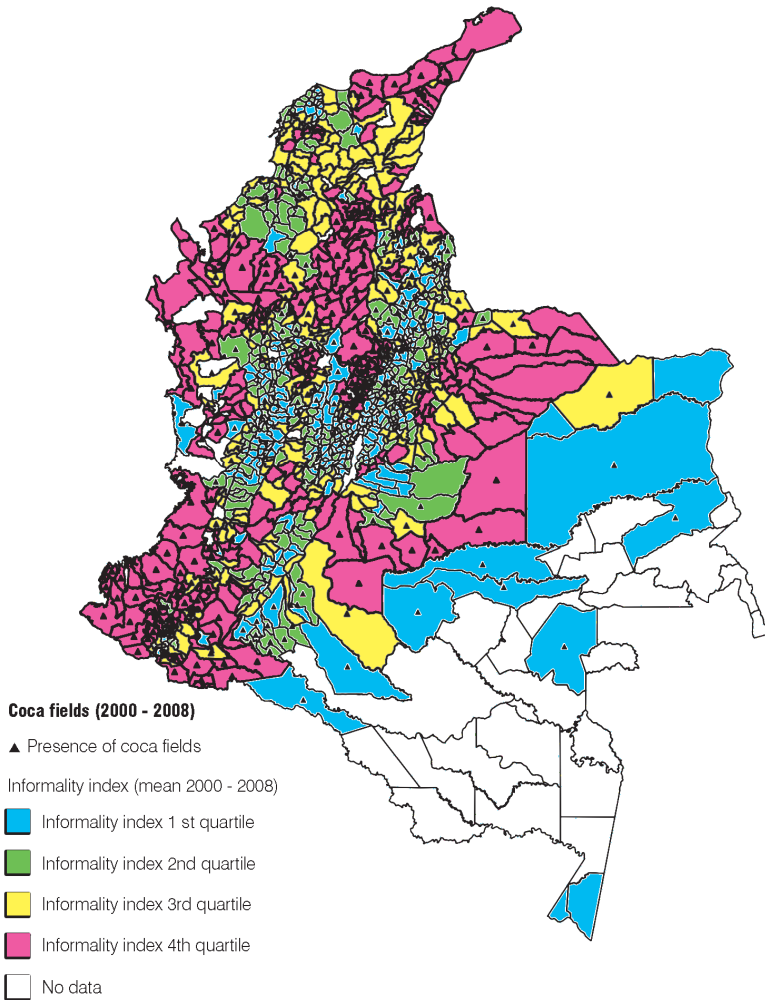 Coca fields (2000 - 2008)
▲ Presence of coca fields
Informality index (mean 2000 - 2008)
Informality index 1 st quartile
Informality index 2nd quartile
Informality index 3rd quartile
Informality index 4th quartile
No data